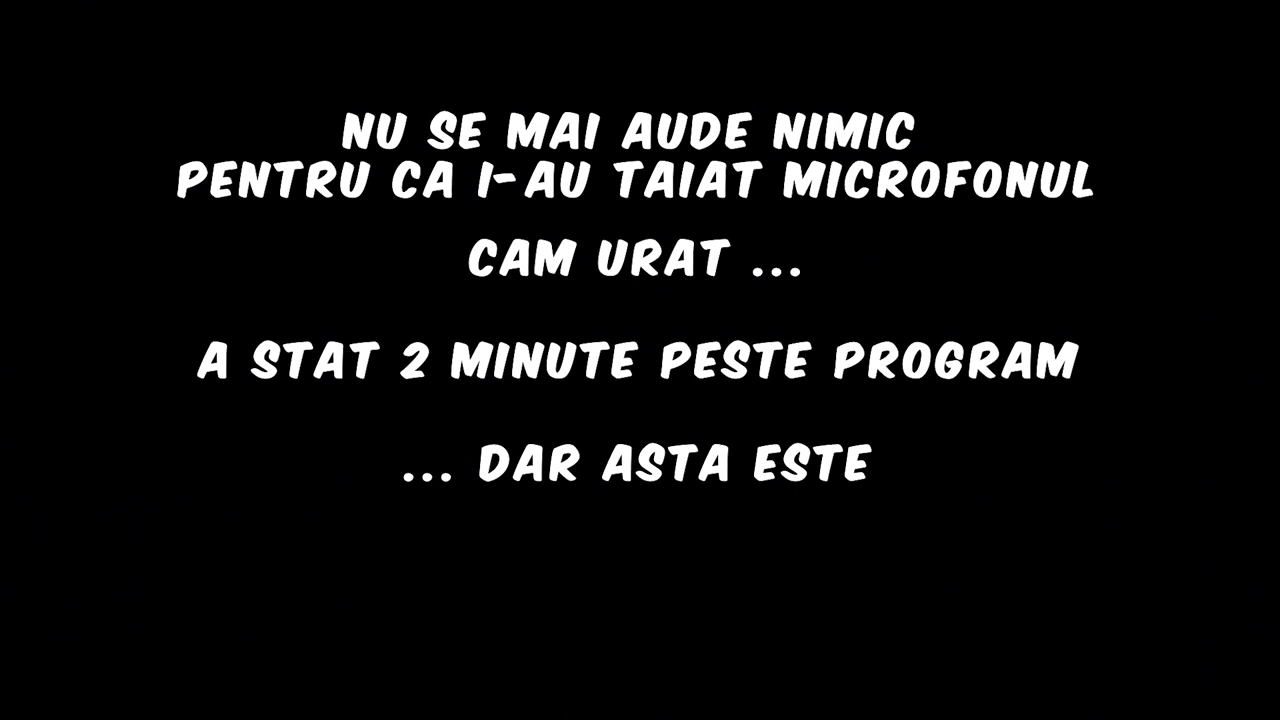 NU SE MAI AUDE NIMIC
PENTRU CA I-AU TAIAT MICROFONUL
CAM URAT ...
A STAT 2 MINUTE PESTE PROGRAM
... DAR ASTA ESTE